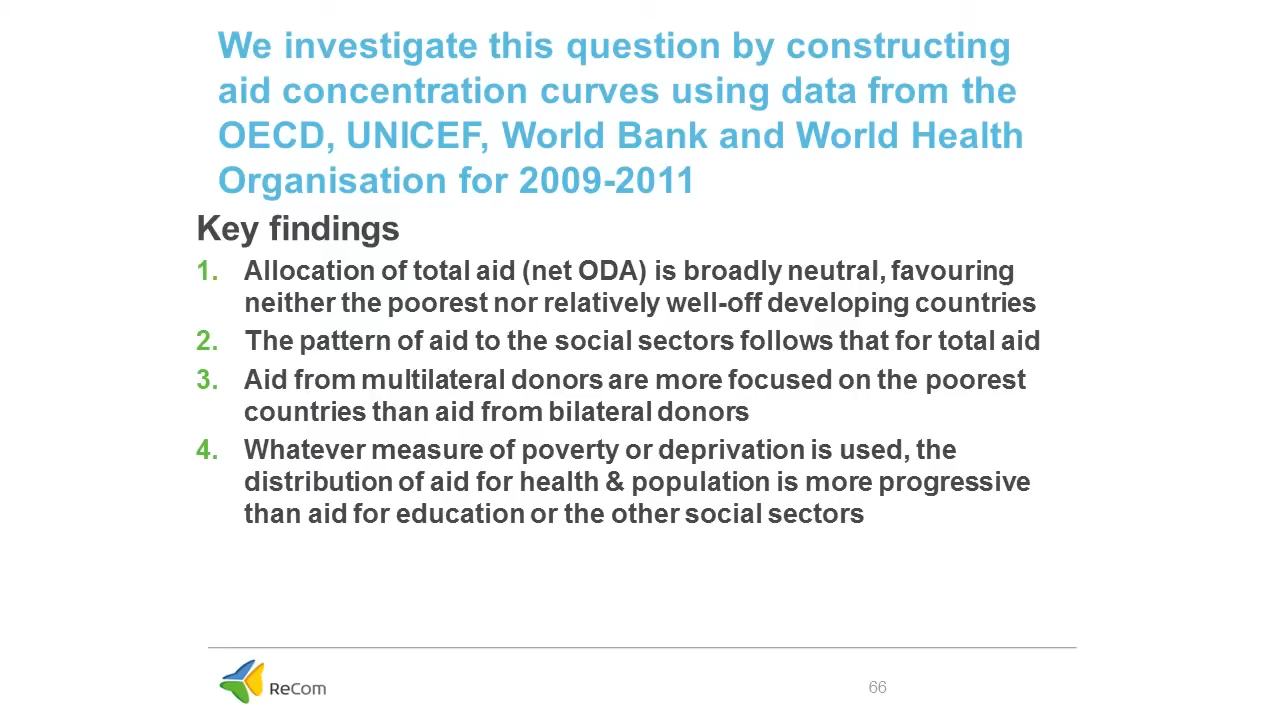 We investigate this question by constructing
aid concentration curves using data from the
OECD, UNICEF, World Bank and World Health
Organisation for 2009-2011
Key findings
1. Allocation of total aid (net ODA) is broadly neutral, favouring
neither the poorest nor relatively well-off developing countries
2. The pattern of aid to the social sectors follows that for total aid
3. Aid from multilateral donors are more focused on the poorest
countries than aid from bilateral donors
4. Whatever measure of poverty or deprivation is used, the
distribution of aid for health & population is more progressive
than aid for education or the other social sectors
ReCom
66